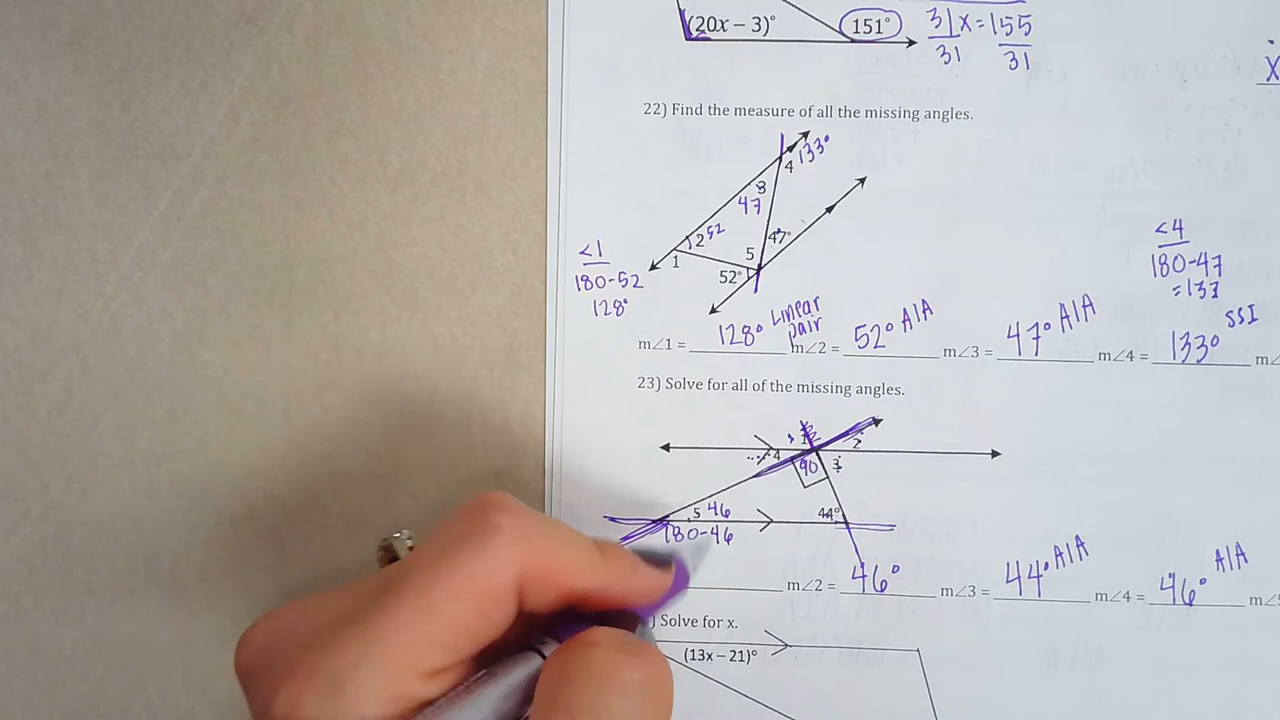 (20x – 3)°
151°
31x = 155
31 31
x
22) Find the measure of all the missing angles.
133°
4
3
47
2 52
1
5
47°
52°
<1
180-52
128°
<4
180-47
=133
Linear pair
AIA
AIA
SSI
m∠1 = 128° m∠2 = 52° m∠3 = 47° m∠4 = 133°
23) Solve for all of the missing angles.
1
2
4
90
3
5 46
44°
180-46
AIA
AIA
m∠2 = 46° m∠3 = 44° m∠4 = 46°
) Solve for x.
(13x – 21)°